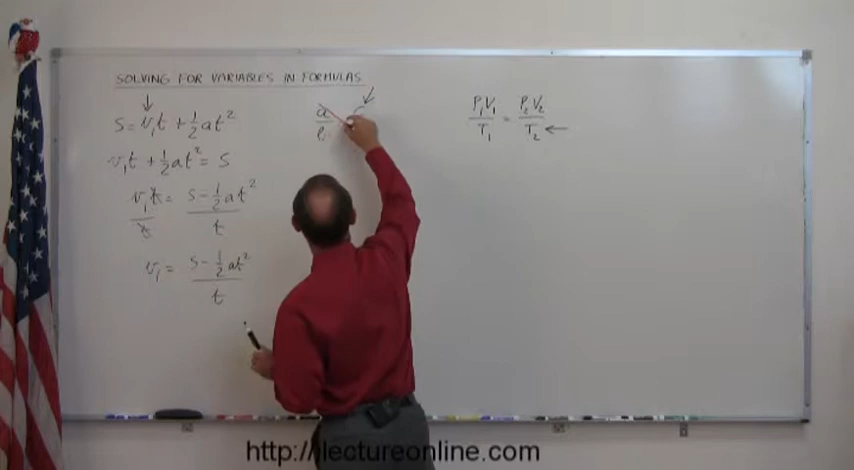 SOLVING FOR VARIABLES IN FORMULAS
S = v₁t + ½at²
v₁t + ½at² = S
v₁t/t = (S - ½at²)/t
v₁ = (S - ½at²)/t
a
P₁V₁/T₁ = P₂V₂/T₂
http://ilectureonline.com